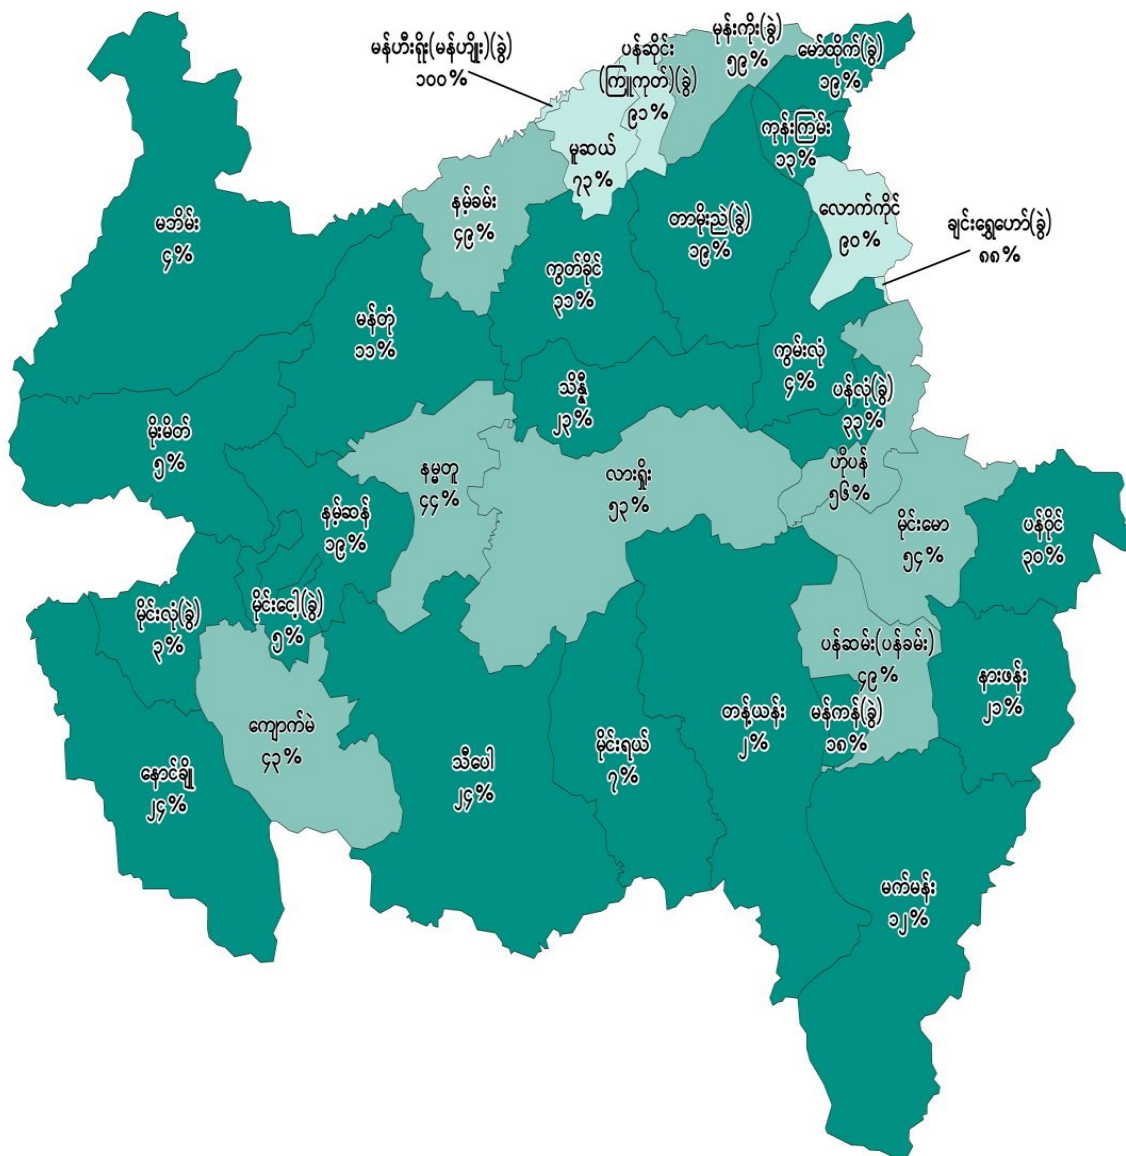 မန်ဟီးရိုး(မန်ဟျိုး)(ခွဲ)
၁၀၀%
ပန်ဆိုင်း
(ကြူကုတ်)(ခွဲ)
၉၁%
မုန်းကိုး(ခွဲ)
၅၉%
မော်ထိုက်(ခွဲ)
၁၉%
ကုန်းကြမ်း
၁၃%
မူဆယ်
၇၃%
နမ့်ခမ်း
၄၉%
မဘိမ်း
၄%
တာမိုးညဲ(ခွဲ)
၁၉%
လောက်ကိုင်
၉၀%
ချင်းရွှေဟော်(ခွဲ)
၈၈%
ကွတ်ခိုင်
၃၁%
မန်တုံ
၁၁%
ကွမ်းလုံ
၄%
သိန္နီ
၂၃%
ပန်လုံ(ခွဲ)
၃၃%
မိုးမိတ်
၅%
နမ္မတူ
၄၄%
လားရှိုး
၅၃%
ဟိုပန်
၅၆%
နမ့်ဆန်
၁၉%
မိုင်းမော
၅၄%
ပန်ဝိုင်
၃၀%
မိုင်းလုံ(ခွဲ)
၃%
မိုင်းငေါ့(ခွဲ)
၅%
ပန်ဆမ်း(ပန်ခမ်း)
၄၉%
နားဖန်း
၂၁%
ကျောက်မဲ
၄၃%
တန့်ယန်း
၂%
မန်ကန်(ခွဲ)
၁၈%
နောင်ချို
၂၄%
သီပေါ
၂၄%
မိုင်းရယ်
၇%
မက်မန်း
၁၂%